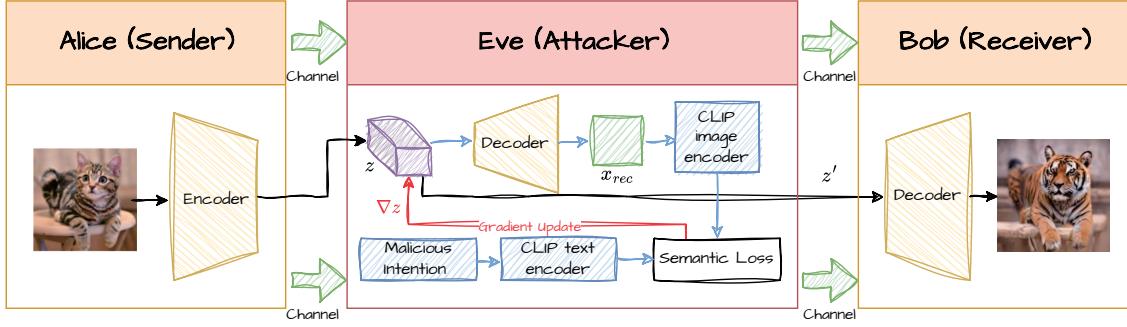 Alice (Sender)
Channel
Eve (Attacker)
Channel
Bob (Receiver)
Encoder
z
Decoder
x_rec
CLIP
image
encoder
z′
Decoder
∇z
Gradient Update
Malicious
Intention
CLIP text
encoder
Semantic Loss
Channel
Channel